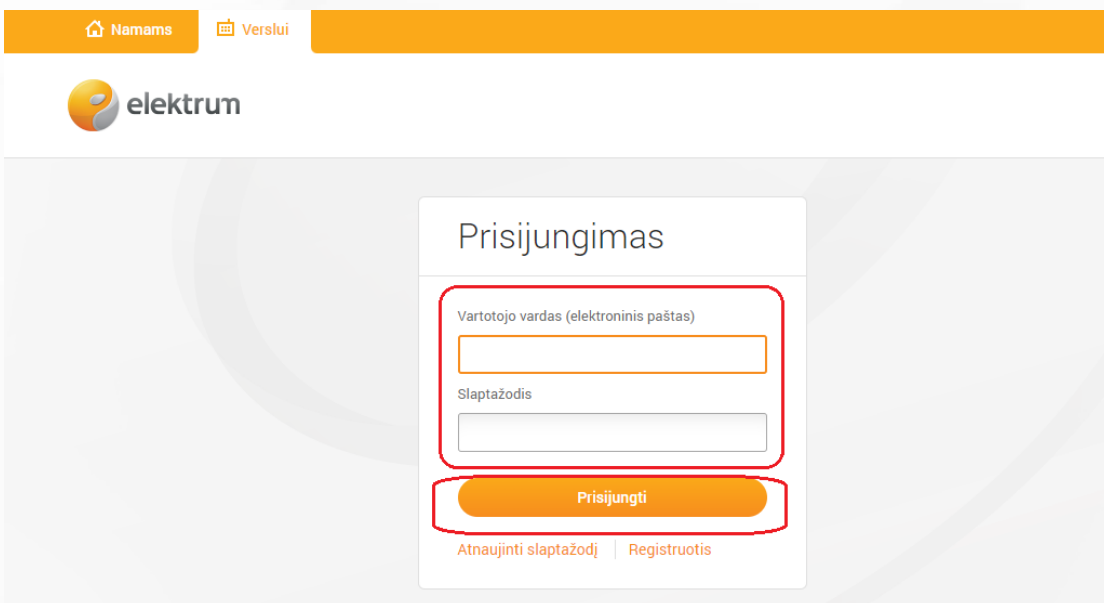 Namams Verslui
elektrum
Prisijungimas
Vartotojo vardas (elektroninis paštas)
Slaptažodis
Prisijungti
Atnaujinti slaptažodį Registruotis